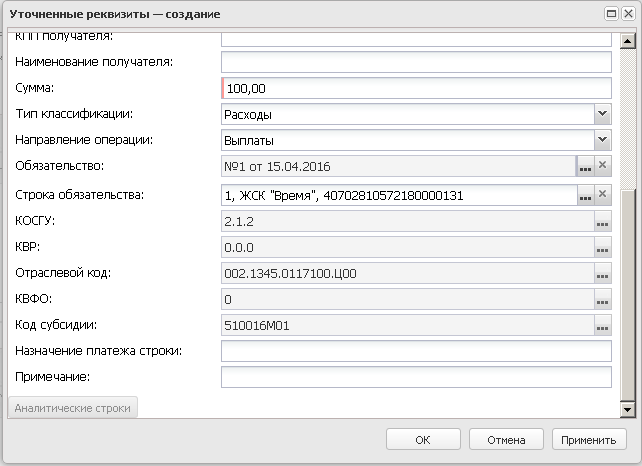 Уточненные реквизиты — создание
КПП получателя:
Наименование получателя:
Сумма: 100,00
Тип классификации: Расходы
Направление операции: Выплаты
Обязательство: №1 от 15.04.2016 ...
Строка обязательства: 1, ЖСК "Время", 40702810572180000131 ...
КОСГУ: 2.1.2 ...
КВР: 0.0.0 ...
Отраслевой код: 002.1345.0117100.Ц00 ...
КВФО: 0 ...
Код субсидии: 510016М01 ...
Назначение платежа строки:
Примечание:
Аналитические строки
ОК Отмена Применить